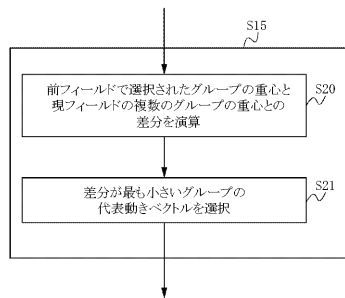 S15
前フィールドで選択されたグループの重心と
現フィールドの複数のグループの重心との
差分を演算
S20
差分が最も小さいグループの
代表動きベクトルを選択
S21